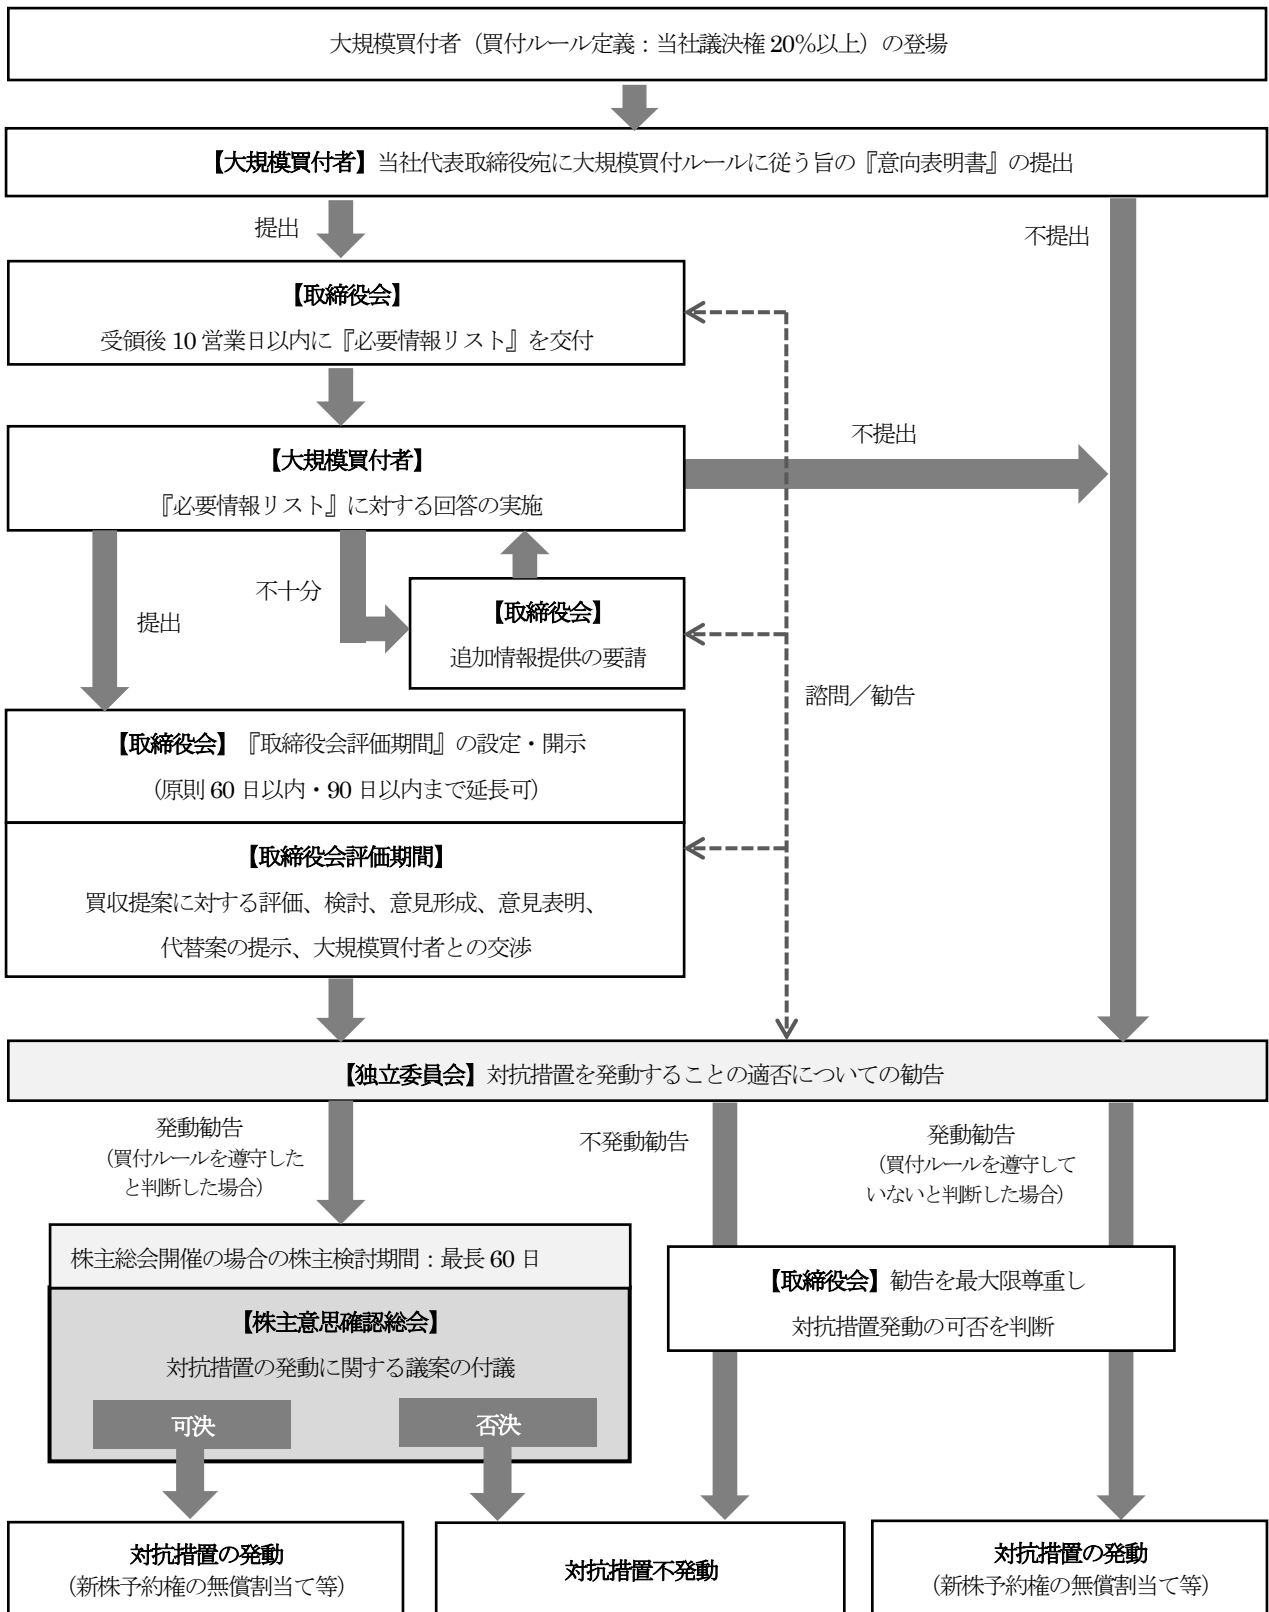 大規模買付者（買付ルール定義：当社議決権 20％以上）の登場
【大規模買付者】当社代表取締役宛に大規模買付ルールに従う旨の『意向表明書』の提出
提出
不提出
【取締役会】
受領後 10 営業日以内に『必要情報リスト』を交付
【大規模買付者】
『必要情報リスト』に対する回答の実施
不提出
不十分
提出
【取締役会】
追加情報提供の要請
諮問／勧告
【取締役会】『取締役会評価期間』の設定・開示
（原則 60 日以内・90 日以内まで延長可）
【取締役会評価期間】
買収提案に対する評価、検討、意見形成、意見表明、
代替案の提示、大規模買付者との交渉
【独立委員会】対抗措置を発動することの適否についての勧告
発動勧告
（買付ルールを遵守した
と判断した場合）
不発動勧告
発動勧告
（買付ルールを遵守して
いないと判断した場合）
株主総会開催の場合の株主検討期間：最長 60 日
【株主意思確認総会】
対抗措置の発動に関する議案の付議
可決
否決
【取締役会】勧告を最大限尊重し
対抗措置発動の可否を判断
対抗措置の発動
（新株予約権の無償割当て等）
対抗措置不発動
対抗措置の発動
（新株予約権の無償割当て等）